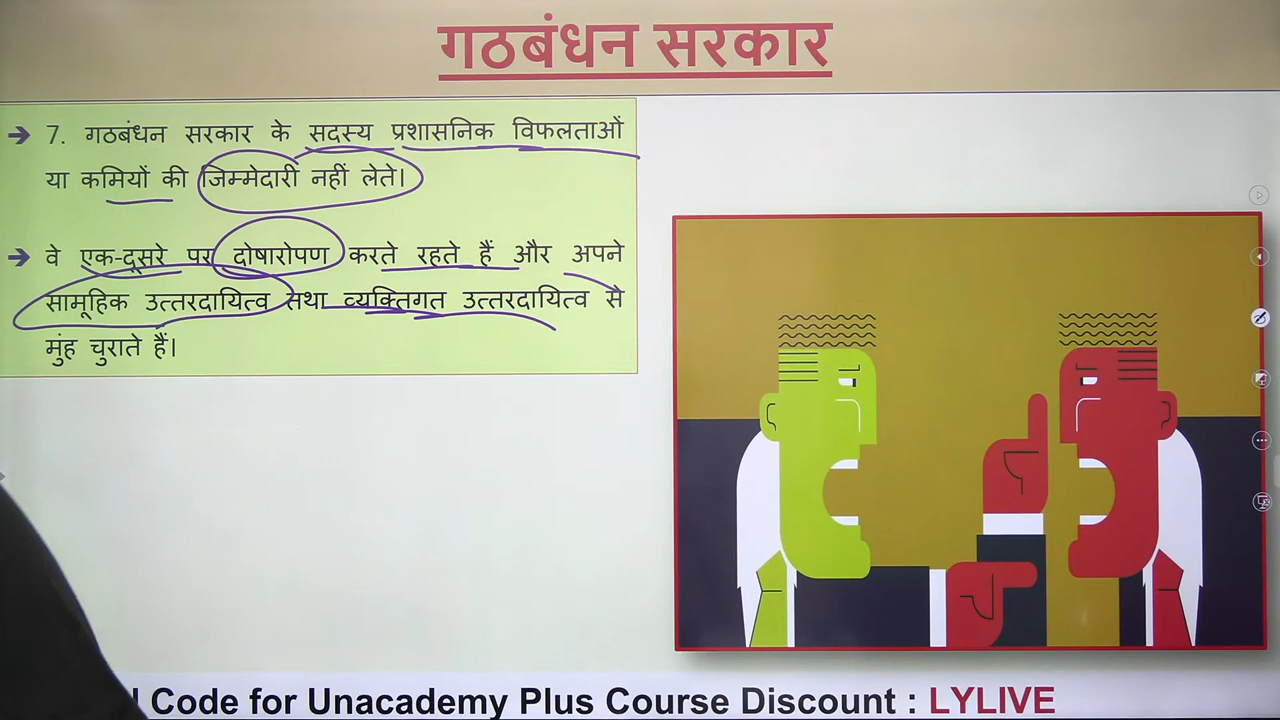 गठबंधन सरकार
➔ 7. गठबंधन सरकार के सदस्य प्रशासनिक विफलताओं
या कमियों की जिम्मेदारी नहीं लेते।
➔ वे एक-दूसरे पर दोषारोपण करते रहते हैं और अपने
सामूहिक उत्तरदायित्व तथा व्यक्तिगत उत्तरदायित्व से
मुंह चुराते हैं।
Code for Unacademy Plus Course Discount : LYLIVE